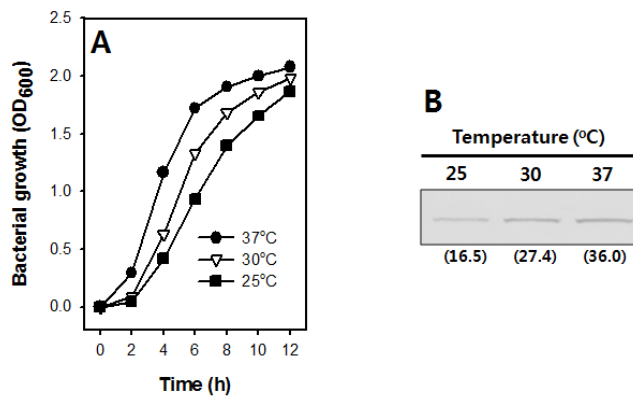 A
2.5
2.0
1.5
1.0
0.5
0.0
Bacterial growth (OD600)
37°C
30°C
25°C
0 2 4 6 8 10 12
Time (h)
B
Temperature (°C)
25 30 37
(16.5) (27.4) (36.0)